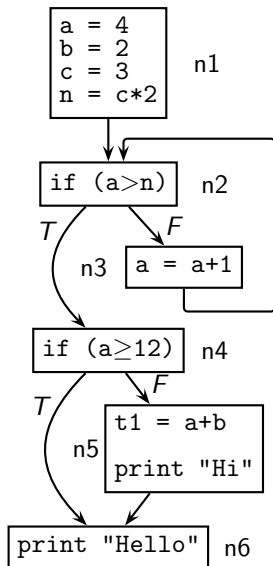 a = 4
b = 2
c = 3
n = c*2
n1
if (a>n)
n2
T
F
n3
a = a+1
if (a≥12)
n4
T
F
t1 = a+b
n5
print "Hi"
print "Hello"
n6